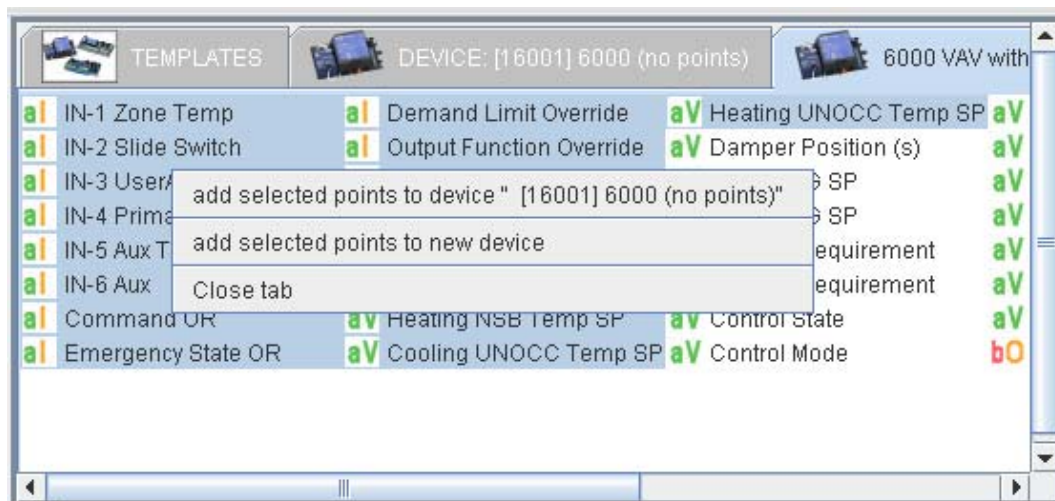 TEMPLATES DEVICE: [16001] 6000 (no points) 6000 VAV with
aI IN-1 Zone Temp aI Demand Limit Override aV Heating UNOCC Temp SP aV
aI IN-2 Slide Switch aI Output Function Override aV Damper Position (s) aV
aI IN-3 User SP aV
add selected points to device " [16001] 6000 (no points)"
aI IN-4 Prima SP aV
add selected points to new device
aI IN-5 Aux T equirement aV
aI IN-6 Aux equirement aV
Close tab
aI Command OR aV Heating NSB Temp SP aV Control State aV
aI Emergency State OR aV Cooling UNOCC Temp SP aV Control Mode bO